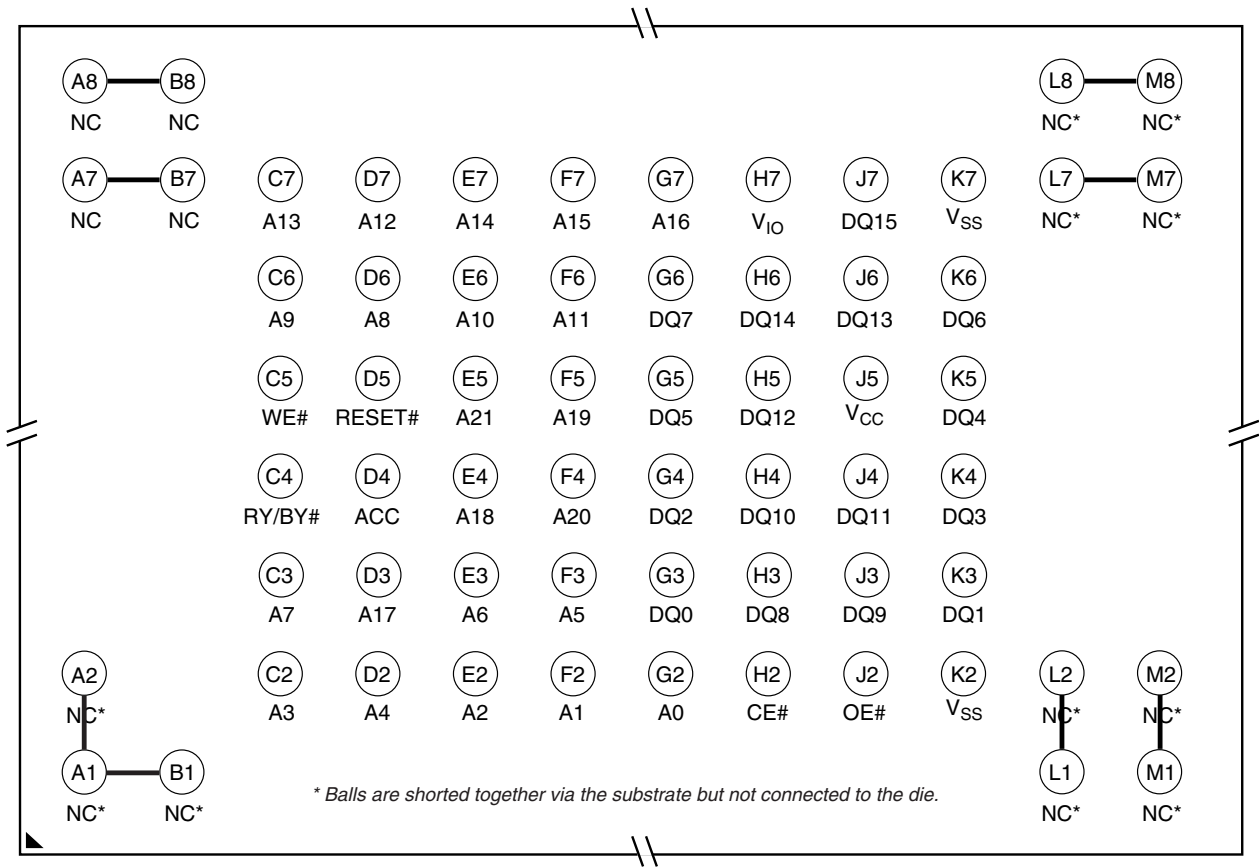 A8 B8 L8 M8
NC NC NC* NC*
A7 B7 C7 D7 E7 F7 G7 H7 J7 K7 L7 M7
NC NC A13 A12 A14 A15 A16 VIO DQ15 VSS NC* NC*
C6 D6 E6 F6 G6 H6 J6 K6
A9 A8 A10 A11 DQ7 DQ14 DQ13 DQ6
C5 D5 E5 F5 G5 H5 J5 K5
WE# RESET# A21 A19 DQ5 DQ12 VCC DQ4
C4 D4 E4 F4 G4 H4 J4 K4
RY/BY# ACC A18 A20 DQ2 DQ10 DQ11 DQ3
C3 D3 E3 F3 G3 H3 J3 K3
A7 A17 A6 A5 DQ0 DQ8 DQ9 DQ1
A2 C2 D2 E2 F2 G2 H2 J2 K2 L2 M2
NC* A3 A4 A2 A1 A0 CE# OE# VSS NC* NC*
A1 B1 L1 M1
* Balls are shorted together via the substrate but not connected to the die.
NC* NC* NC* NC*